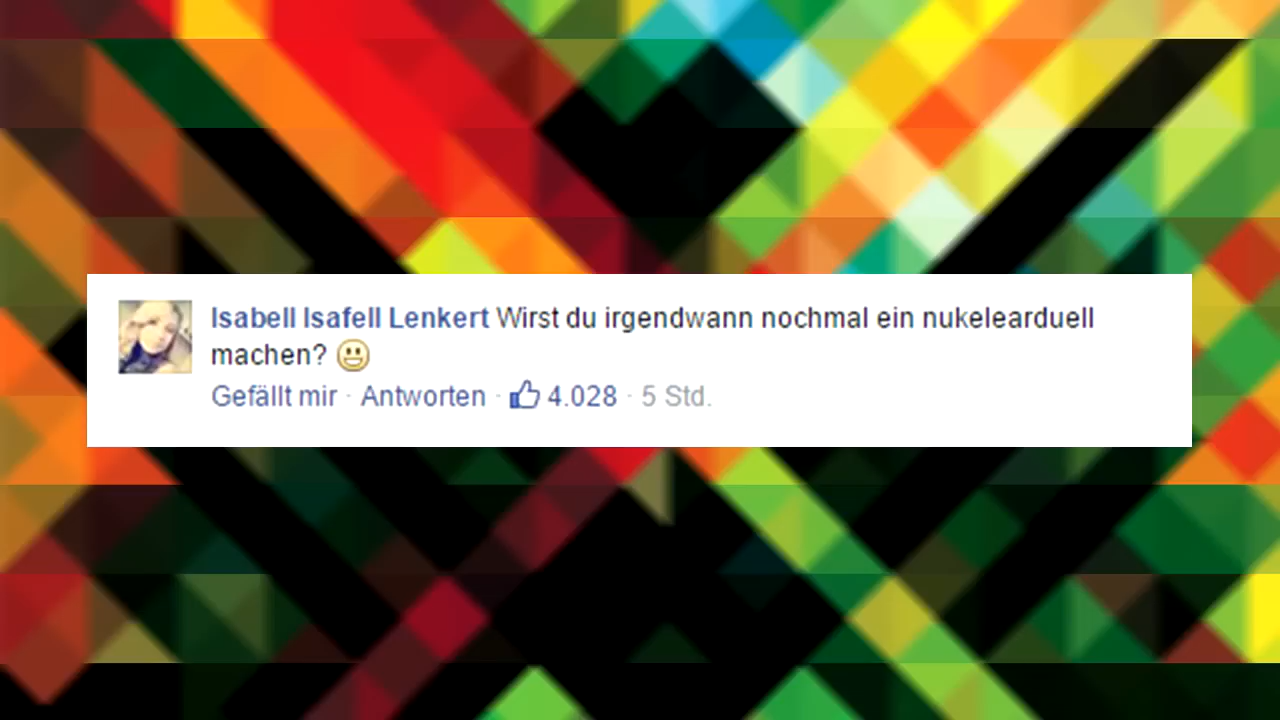 Isabell Isafell Lenkert Wirst du irgendwann nochmal ein nukelearduell
machen? 😃
Gefällt mir · Antworten · 4.028 · 5 Std.